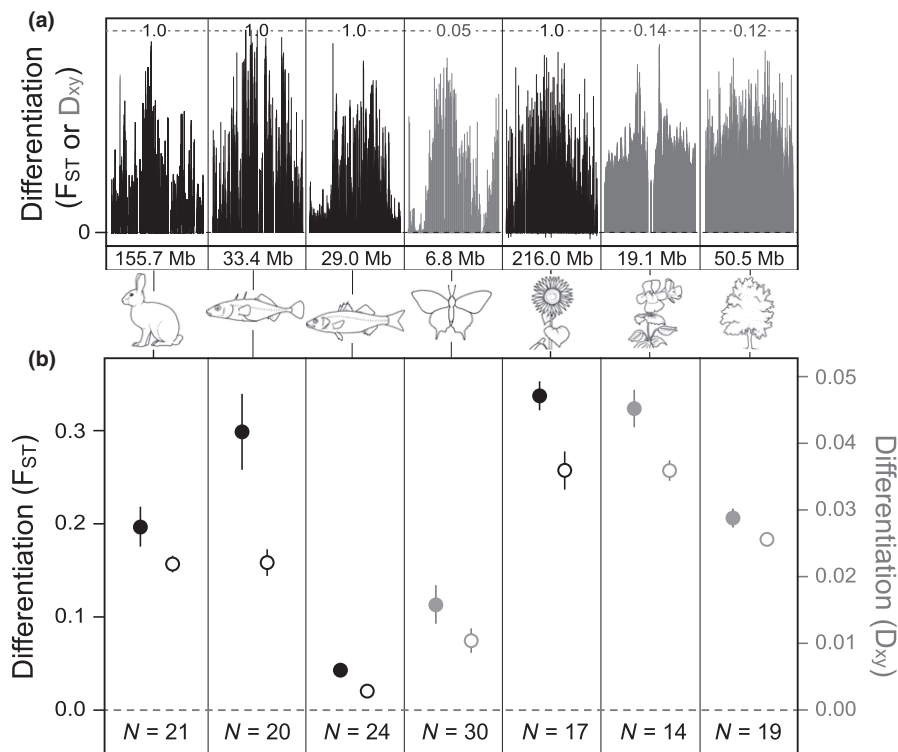 (a)
1.0 1.0 1.0 0.05 1.0 0.14 0.12
Differentiation
(FST or Dxy)
0
155.7 Mb 33.4 Mb 29.0 Mb 6.8 Mb 216.0 Mb 19.1 Mb 50.5 Mb
(b)
Differentiation (FST)
0.3
0.2
0.1
0.0
0.05
0.04
0.03
0.02
0.01
0.00
Differentiation (Dxy)
N = 21 N = 20 N = 24 N = 30 N = 17 N = 14 N = 19